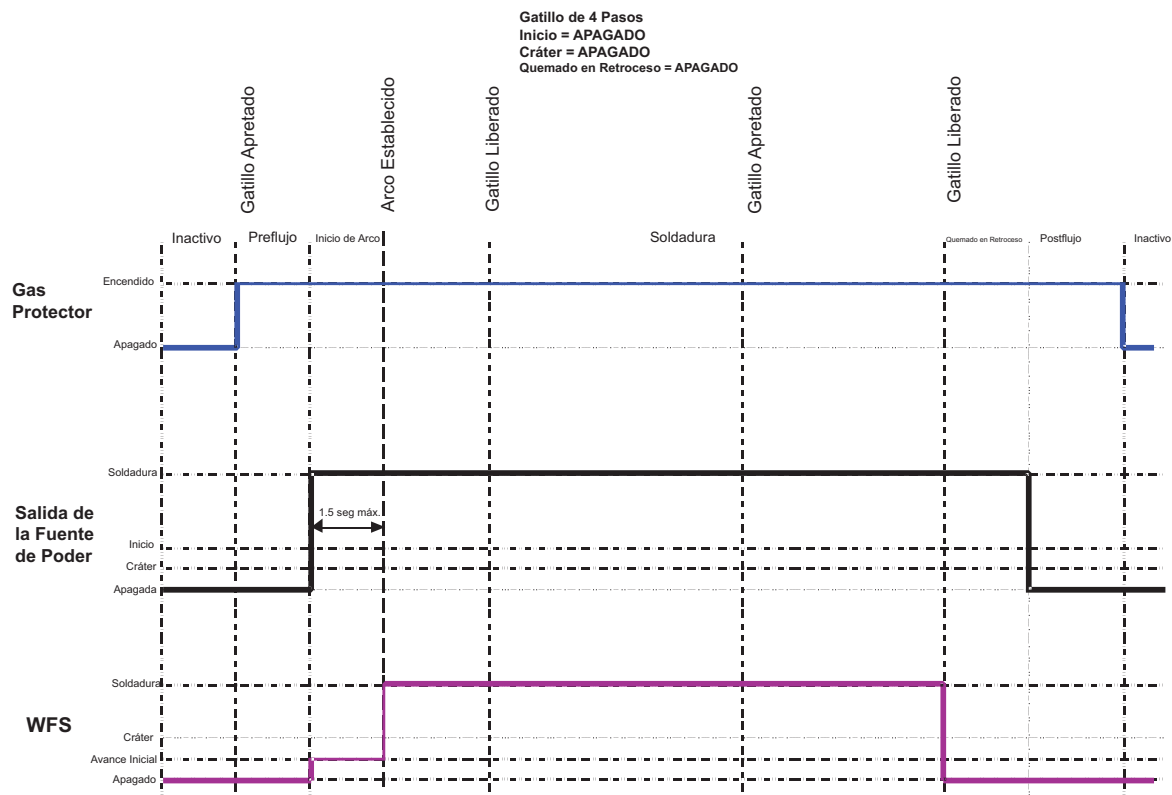 Gatillo de 4 Pasos
Inicio = APAGADO
Cráter = APAGADO
Quemado en Retroceso = APAGADO
Gatillo Apretado
Arco Establecido
Gatillo Liberado
Gatillo Apretado
Gatillo Liberado
Inactivo
Preflujo
Inicio de Arco
Soldadura
Quemado en Retroceso
Postflujo
Inactivo
Gas
Protector
Encendido
Apagado
Salida de
la Fuente
de Poder
Soldadura
1.5 seg máx.
Inicio
Cráter
Apagada
WFS
Soldadura
Cráter
Avance Inicial
Apagado